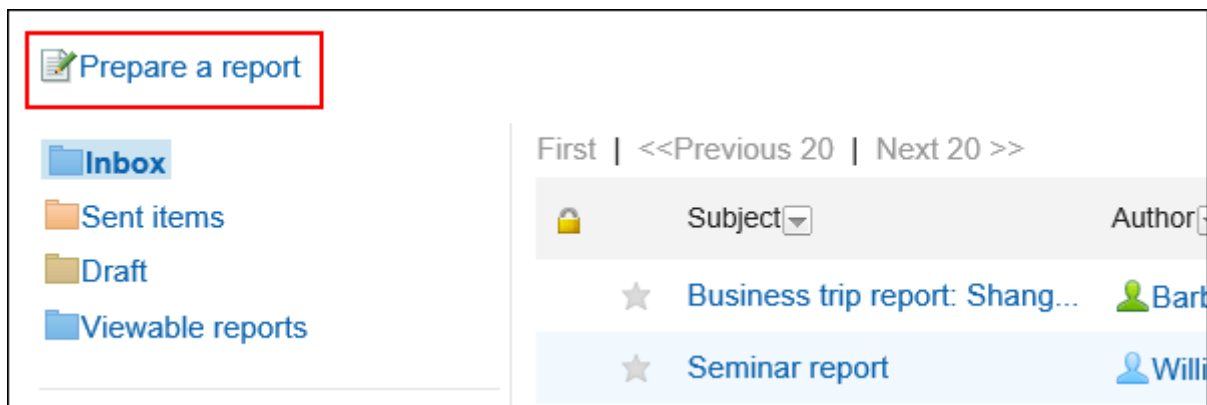 Prepare a report
Inbox
Sent items
Draft
Viewable reports
First | <<Previous 20 | Next 20 >>
Subject Author
Business trip report: Shang...
Seminar report